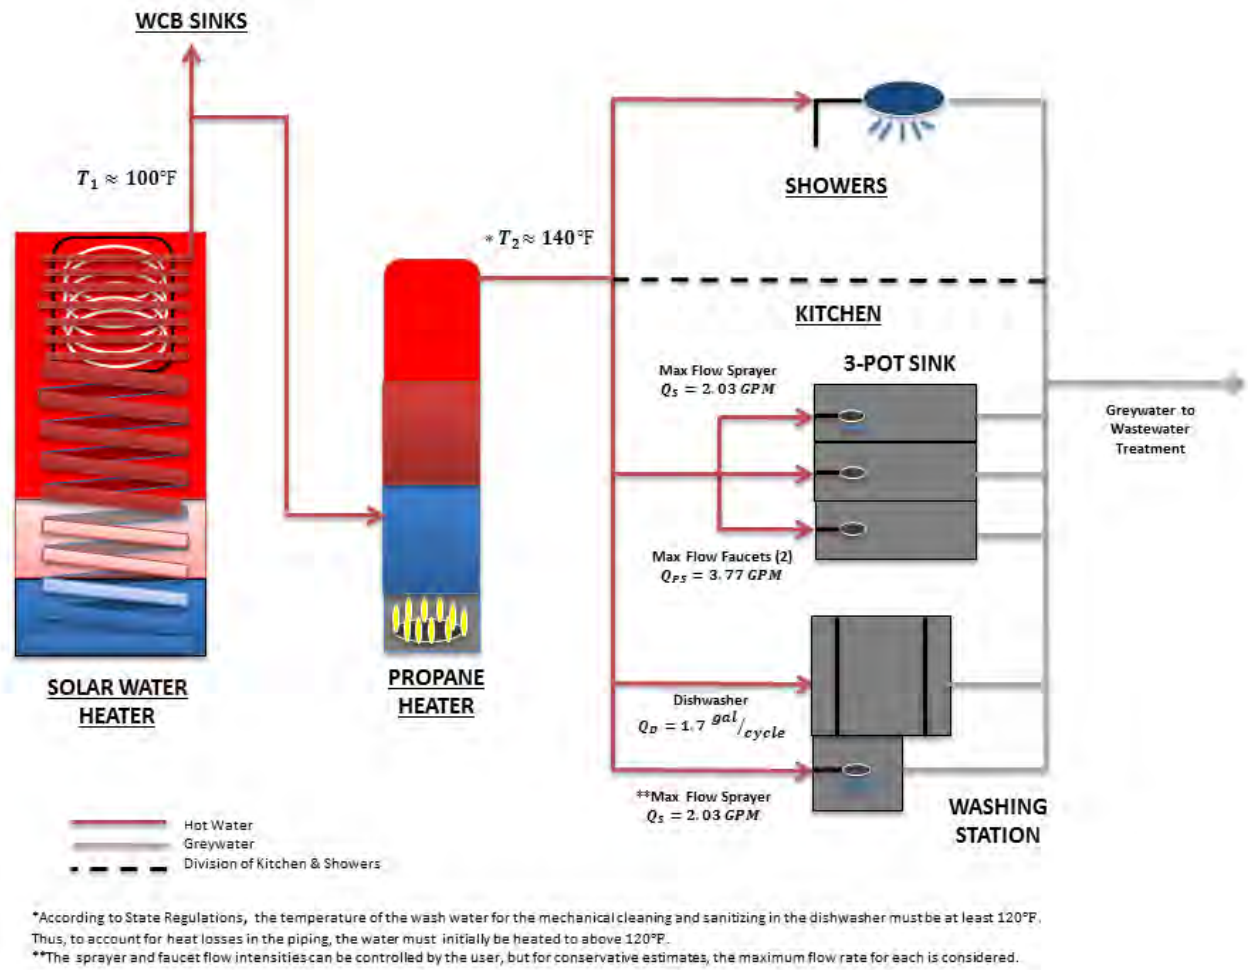 WCB SINKS
T₁ ≈ 100°F
SHOWERS
* T₂ ≈ 140°F
KITCHEN
3-POT SINK
Max Flow Sprayer
Qₛ = 2.03 GPM
Greywater to
Wastewater
Treatment
Max Flow Faucets (2)
Q_PS = 3.77 GPM
SOLAR WATER
HEATER
PROPANE
HEATER
Dishwasher
Q_D = 1.7 gal/cycle
**Max Flow Sprayer
Qₛ = 2.03 GPM
WASHING
STATION
Hot Water
Greywater
Division of Kitchen & Showers
*According to State Regulations, the temperature of the wash water for the mechanical cleaning and sanitizing in the dishwasher must be at least 120°F.
Thus, to account for heat losses in the piping, the water must initially be heated to above 120°F.
**The sprayer and faucet flow intensities can be controlled by the user, but for conservative estimates, the maximum flow rate for each is considered.